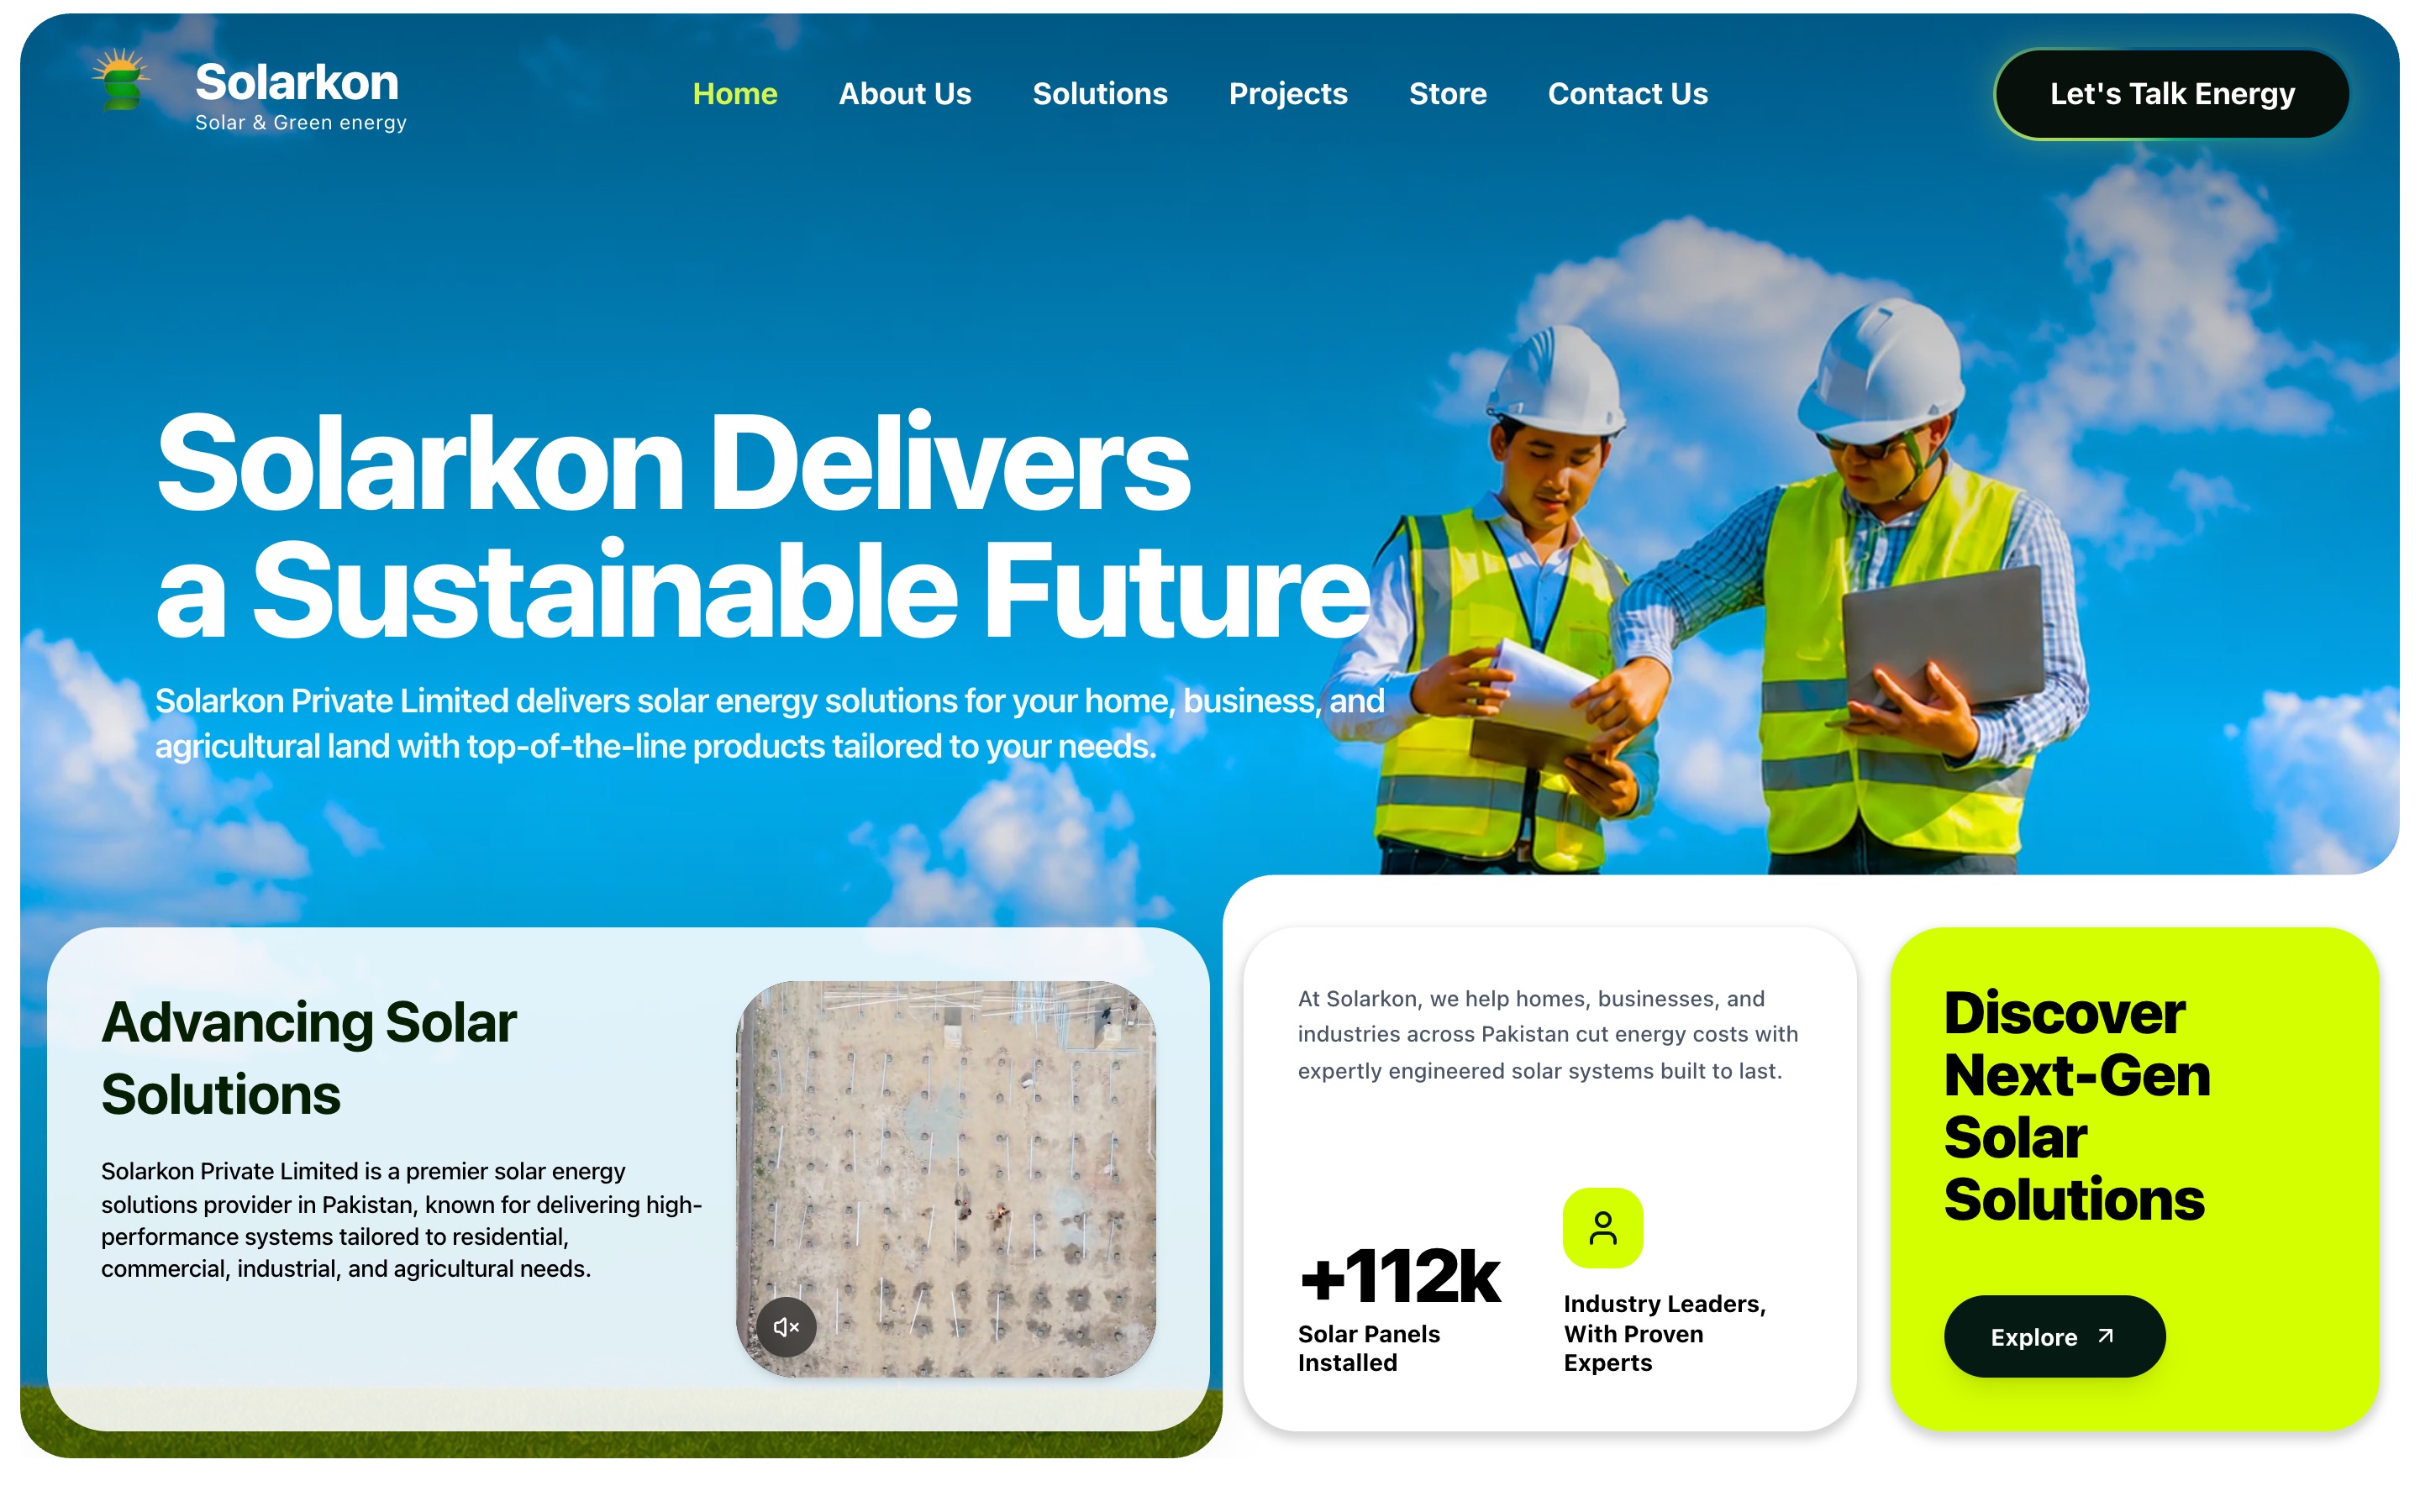 Solarkon
Solar & Green energy
Home
About Us
Solutions
Projects
Store
Contact Us
Let's Talk Energy
Solarkon Delivers
a Sustainable Future
Solarkon Private Limited delivers solar energy solutions for your home, business, and
agricultural land with top-of-the-line products tailored to your needs.
Advancing Solar
Solutions
Solarkon Private Limited is a premier solar energy
solutions provider in Pakistan, known for delivering high-
performance systems tailored to residential,
commercial, industrial, and agricultural needs.
At Solarkon, we help homes, businesses, and
industries across Pakistan cut energy costs with
expertly engineered solar systems built to last.
+112k
Solar Panels
Installed
Industry Leaders,
With Proven
Experts
Discover
Next-Gen
Solar
Solutions
Explore